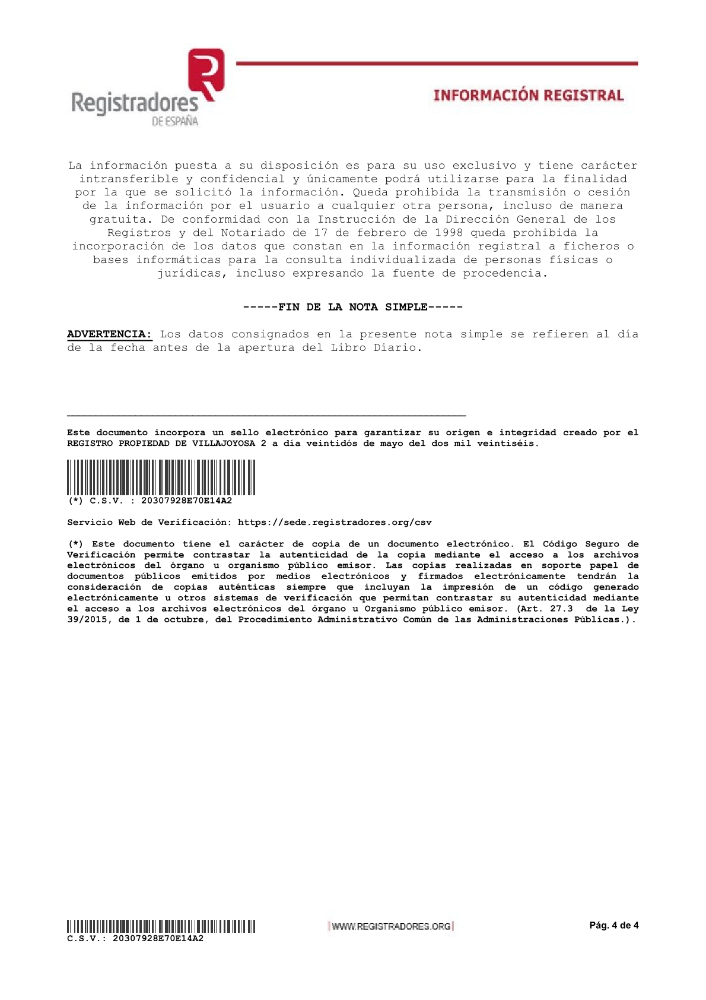 Registradores
DE ESPAÑA
INFORMACIÓN REGISTRAL
La información puesta a su disposición es para su uso exclusivo y tiene carácter
intransferible y confidencial y únicamente podrá utilizarse para la finalidad
por la que se solicitó la información. Queda prohibida la transmisión o cesión
de la información por el usuario a cualquier otra persona, incluso de manera
gratuita. De conformidad con la Instrucción de la Dirección General de los
Registros y del Notariado de 17 de febrero de 1998 queda prohibida la
incorporación de los datos que constan en la información registral a ficheros o
bases informáticas para la consulta individualizada de personas físicas o
jurídicas, incluso expresando la fuente de procedencia.
-----FIN DE LA NOTA SIMPLE-----
ADVERTENCIA: Los datos consignados en la presente nota simple se refieren al día
de la fecha antes de la apertura del Libro Diario.
Este documento incorpora un sello electrónico para garantizar su origen e integridad creado por el
REGISTRO PROPIEDAD DE VILLAJOYOSA 2 a día veintidós de mayo del dos mil veintiséis.
(*) C.S.V. : 20307928E70E14A2
Servicio Web de Verificación: https://sede.registradores.org/csv
(*) Este documento tiene el carácter de copia de un documento electrónico. El Código Seguro de
Verificación permite contrastar la autenticidad de la copia mediante el acceso a los archivos
electrónicos del órgano u organismo público emisor. Las copias realizadas en soporte papel de
documentos públicos emitidos por medios electrónicos y firmados electrónicamente tendrán la
consideración de copias auténticas siempre que incluyan la impresión de un código generado
electrónicamente u otros sistemas de verificación que permitan contrastar su autenticidad mediante
el acceso a los archivos electrónicos del órgano u Organismo público emisor. (Art. 27.3 de la Ley
39/2015, de 1 de octubre, del Procedimiento Administrativo Común de las Administraciones Públicas.).
C.S.V.: 20307928E70E14A2
WWW.REGISTRADORES.ORG
Pág. 4 de 4